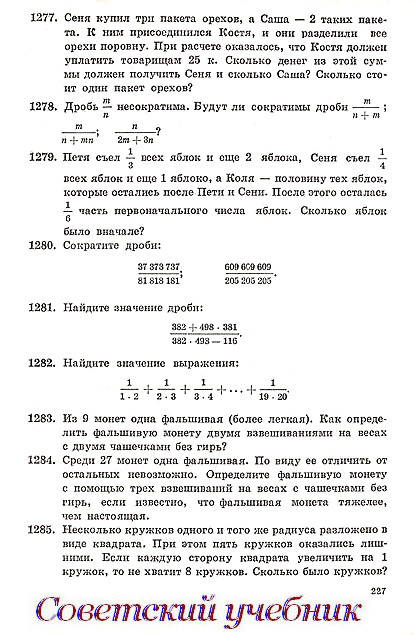 1277. Сеня купил три пакета орехов, а Саша — 2 таких паке-
та. К ним присоединился Костя, и они разделили все
орехи поровну. При расчете оказалось, что Костя должен
уплатить товарищам 25 к. Сколько денег из этой сум-
мы должен получить Сеня и сколько Саша? Сколько сто-
ит один пакет орехов?
1278. Дробь m/n — несократима. Будут ли сократимы дроби m/(n + m);
m/(n + mn); n/(2m + 3n)?
1279. Петя съел 1/3 всех яблок и еще 2 яблока, Сеня съел 1/4
всех яблок и еще 1 яблоко, а Коля — половину тех яблок,
которые остались после Пети и Сени. После этого осталась
1/6 часть первоначального числа яблок. Сколько яблок
было вначале?
1280. Сократите дроби:
37 373 737/81 818 181; 609 609 609/205 205 205.
1281. Найдите значение дроби:
382 + 498 · 381
382 · 498 — 116.
1282. Найдите значение выражения:
1/(1 · 2) + 1/(2 · 3) + 1/(3 · 4) + ... + 1/(19 · 20).
1283. Из 9 монет одна фальшивая (более легкая). Как опреде-
лить фальшивую монету двумя взвешиваниями на весах
с двумя чашечками без гирь?
1284. Среди 27 монет одна фальшивая. По виду ее отличить от
остальных невозможно. Определите фальшивую монету
с помощью трех взвешиваний на весах с чашечками без
гирь, если известно, что фальшивая монета тяжелее,
чем настоящая.
1285. Несколько кружков одного и того же радиуса разложено в
виде квадрата. При этом пять кружков оказались лиш-
ними. Если каждую сторону квадрата увеличить на 1
кружок, то не хватит 8 кружков. Сколько было кружков?
227
Советский учебник